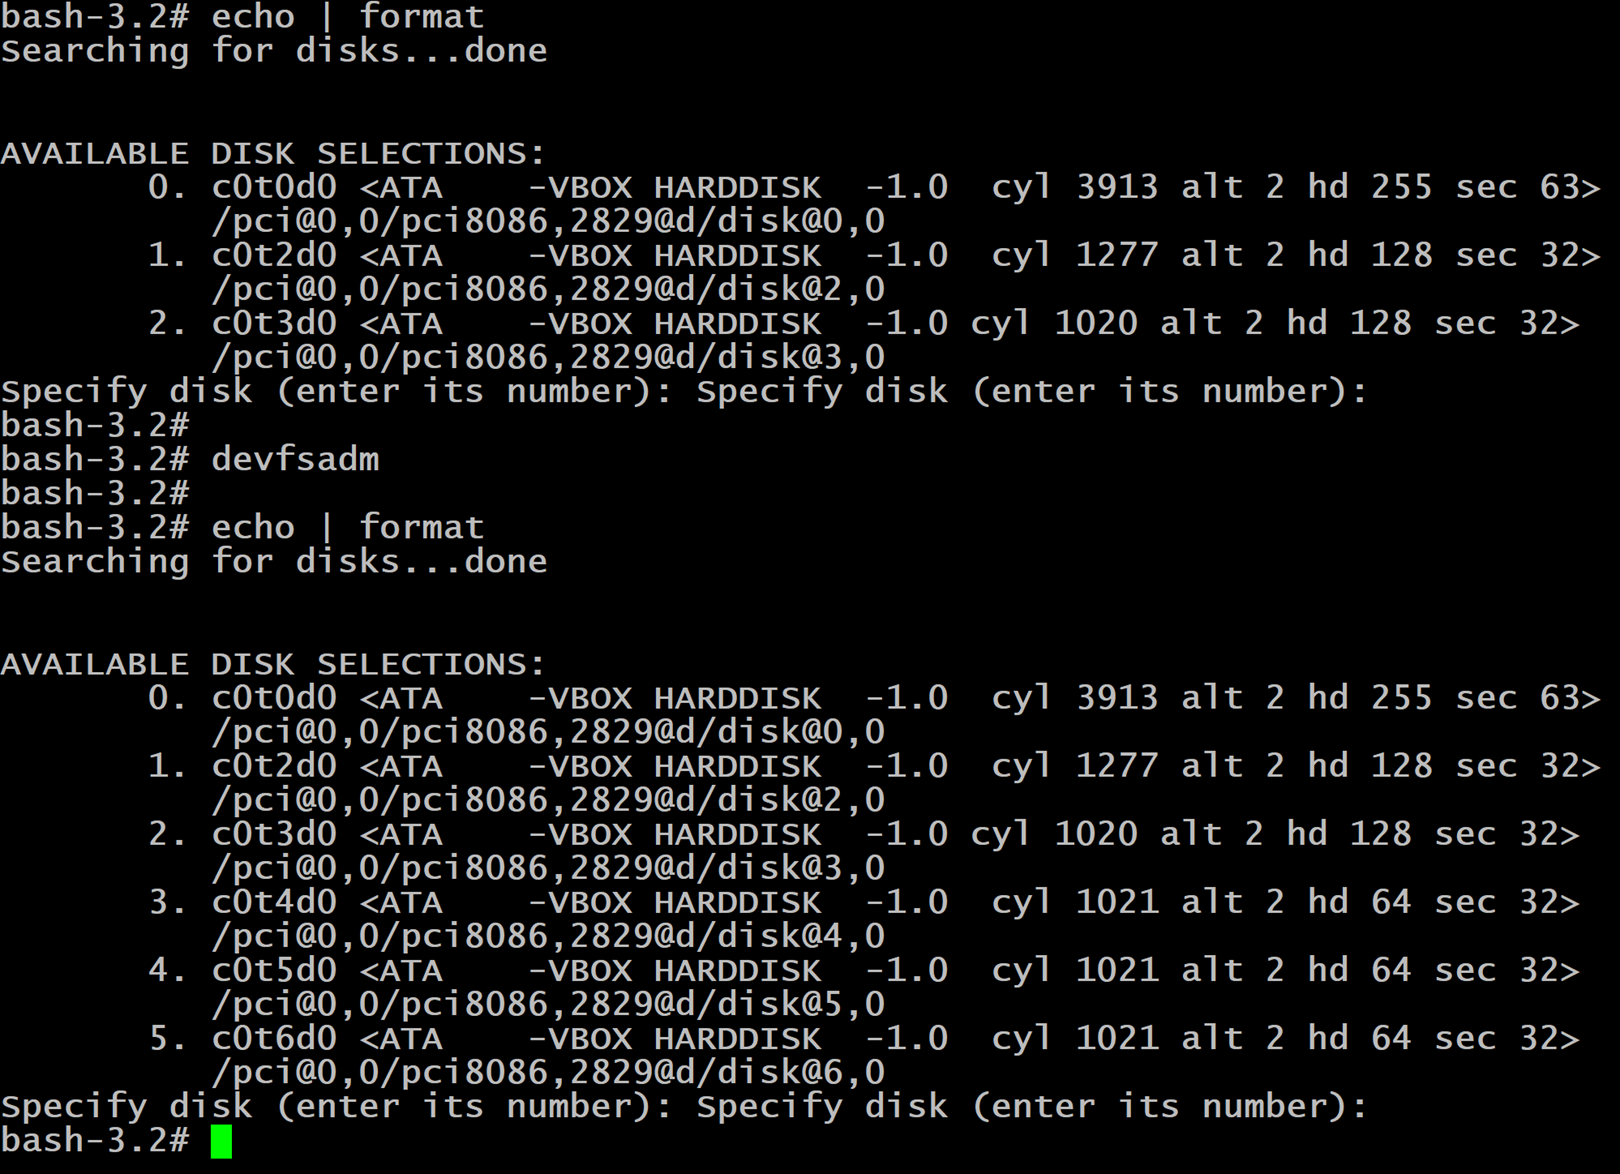 bash-3.2# echo | format
Searching for disks...done
AVAILABLE DISK SELECTIONS:
       0. c0t0d0 <ATA    -VBOX HARDDISK  -1.0  cyl 3913 alt 2 hd 255 sec 63>
          /pci@0,0/pci8086,2829@d/disk@0,0
       1. c0t2d0 <ATA    -VBOX HARDDISK  -1.0  cyl 1277 alt 2 hd 128 sec 32>
          /pci@0,0/pci8086,2829@d/disk@2,0
       2. c0t3d0 <ATA    -VBOX HARDDISK  -1.0 cyl 1020 alt 2 hd 128 sec 32>
          /pci@0,0/pci8086,2829@d/disk@3,0
Specify disk (enter its number): Specify disk (enter its number):
bash-3.2#
bash-3.2# devfsadm
bash-3.2#
bash-3.2# echo | format
Searching for disks...done
AVAILABLE DISK SELECTIONS:
       0. c0t0d0 <ATA    -VBOX HARDDISK  -1.0  cyl 3913 alt 2 hd 255 sec 63>
          /pci@0,0/pci8086,2829@d/disk@0,0
       1. c0t2d0 <ATA    -VBOX HARDDISK  -1.0  cyl 1277 alt 2 hd 128 sec 32>
          /pci@0,0/pci8086,2829@d/disk@2,0
       2. c0t3d0 <ATA    -VBOX HARDDISK  -1.0 cyl 1020 alt 2 hd 128 sec 32>
          /pci@0,0/pci8086,2829@d/disk@3,0
       3. c0t4d0 <ATA    -VBOX HARDDISK  -1.0  cyl 1021 alt 2 hd 64 sec 32>
          /pci@0,0/pci8086,2829@d/disk@4,0
       4. c0t5d0 <ATA    -VBOX HARDDISK  -1.0  cyl 1021 alt 2 hd 64 sec 32>
          /pci@0,0/pci8086,2829@d/disk@5,0
       5. c0t6d0 <ATA    -VBOX HARDDISK  -1.0  cyl 1021 alt 2 hd 64 sec 32>
          /pci@0,0/pci8086,2829@d/disk@6,0
Specify disk (enter its number): Specify disk (enter its number):
bash-3.2#